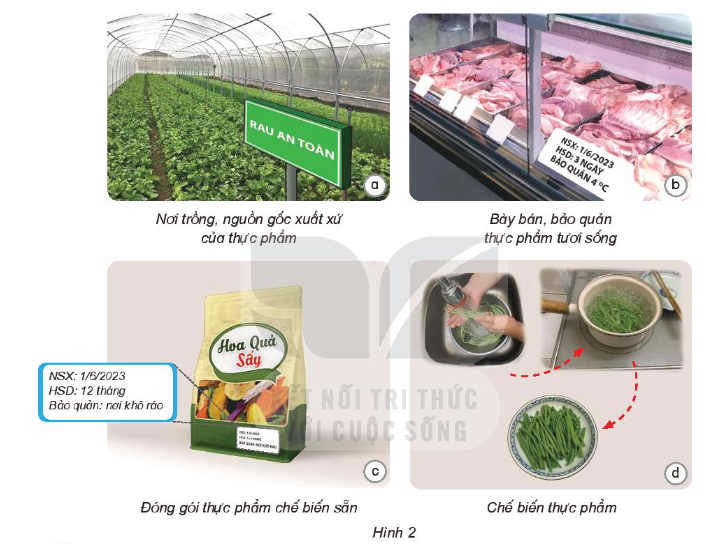 RAU AN TOÀN
a
NSX: 1/6/2023
HSD: 3 NGÀY
BẢO QUẢN 4 ºC
b
Nơi trồng, nguồn gốc xuất xứ
của thực phẩm
Bày bán, bảo quản
thực phẩm tươi sống
Hoa Quả
Sấy
NSX: 1/6/2023
HSD: 12 tháng
Bảo quản: nơi khô ráo
KẾT NỐI TRI THỨC
VỚI CUỘC SỐNG
c
d
Đóng gói thực phẩm chế biến sẵn
Chế biến thực phẩm
Hình 2